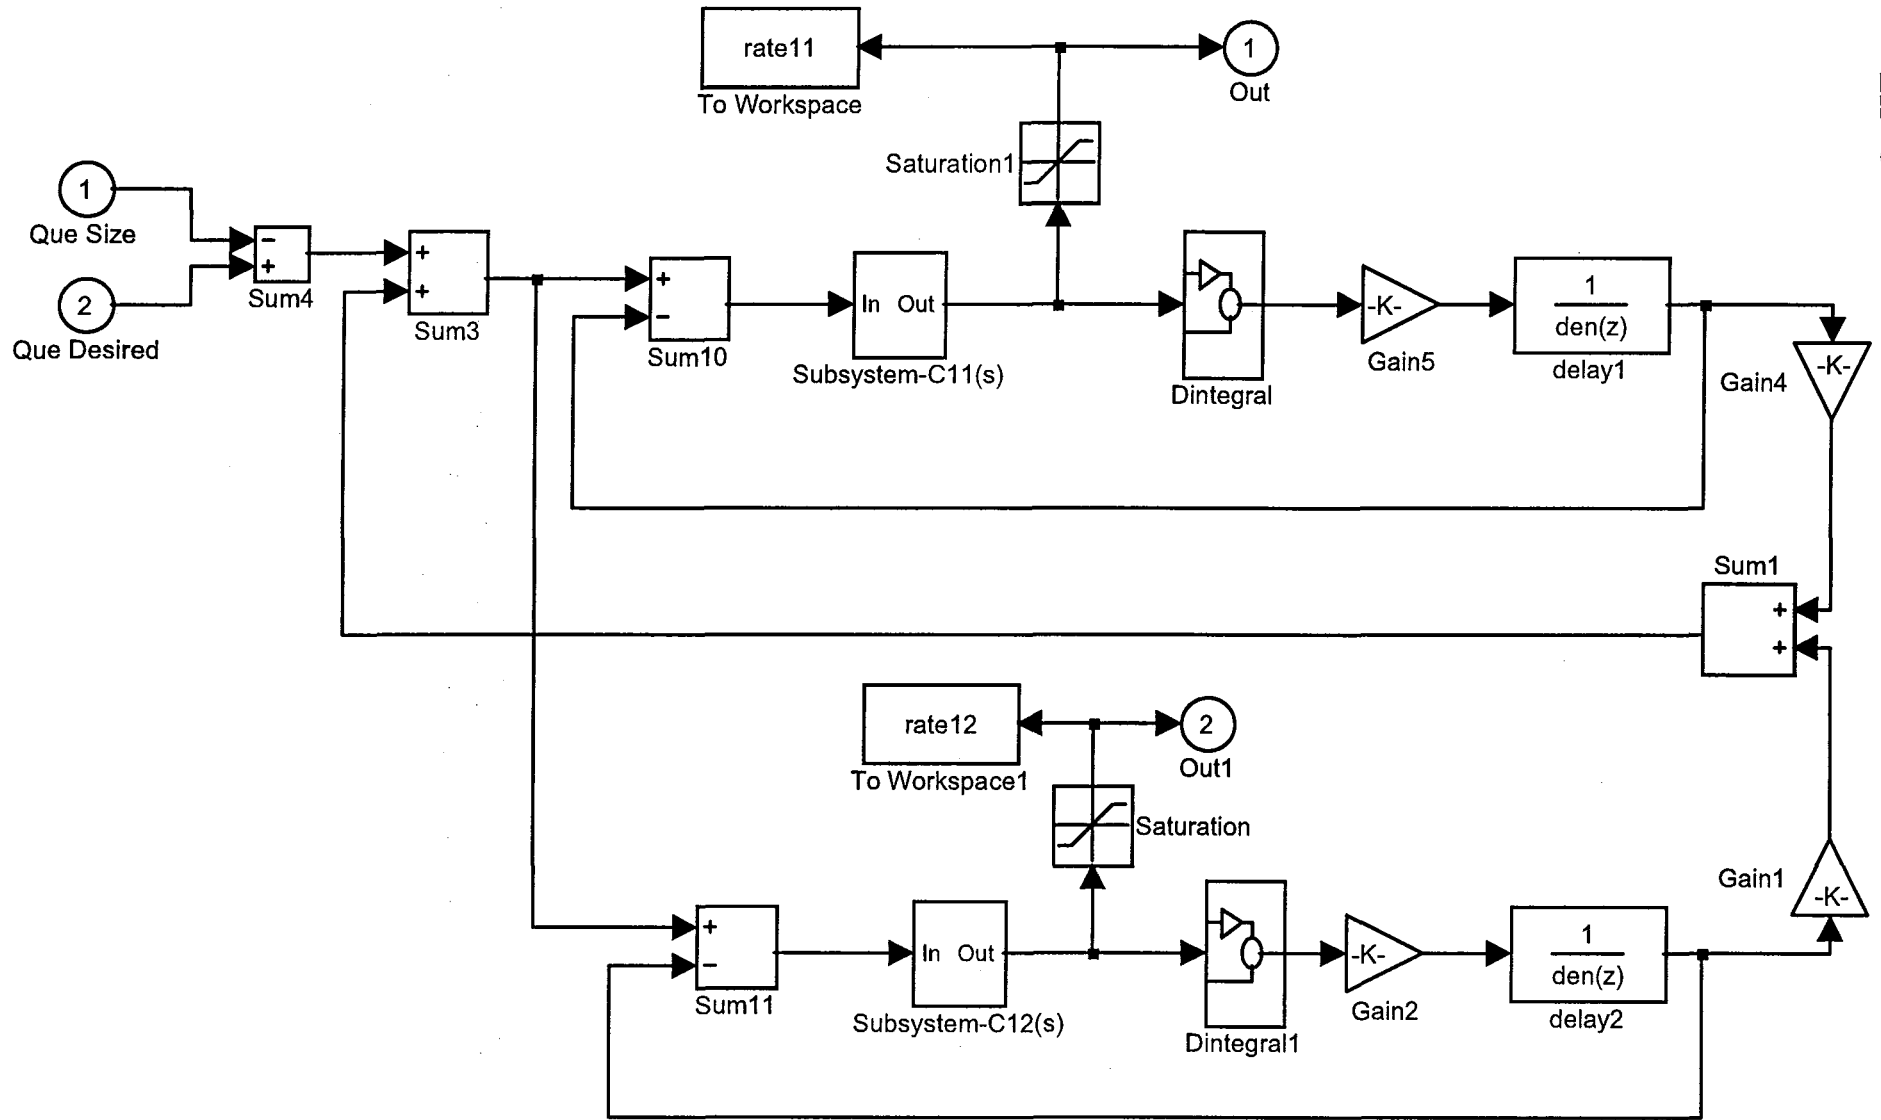 rate11
To Workspace
1
Out
Saturation1
1
Que Size
2
Que Desired
−
+
Sum4
+
+
Sum3
+
−
Sum10
In Out
Subsystem-C11(s)
Dintegral
-K-
Gain5
1
den(z)
delay1
-K-
Gain4
Sum1
+
+
rate12
To Workspace1
2
Out1
Saturation
+
−
Sum11
In Out
Subsystem-C12(s)
Dintegral1
-K-
Gain2
1
den(z)
delay2
Gain1
-K-